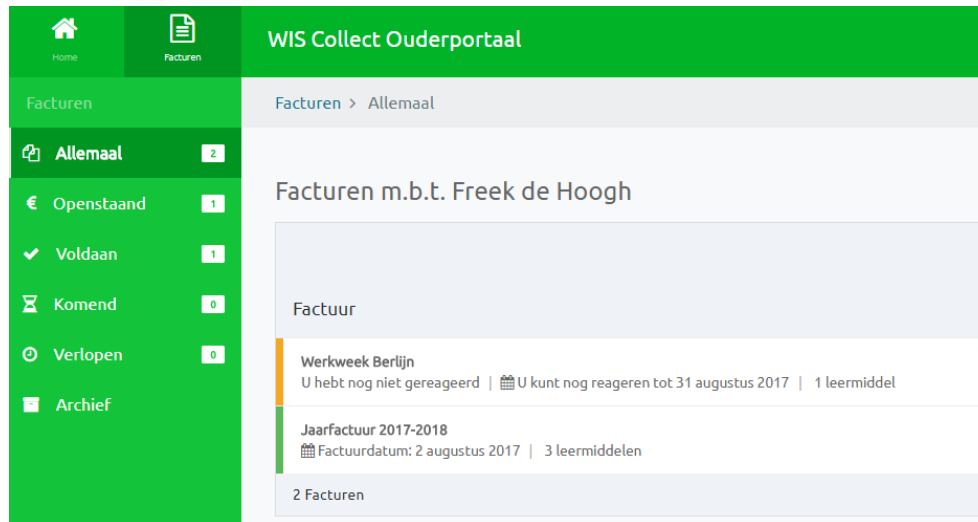 Home
Facturen
WIS Collect Ouderportaal
Facturen
Facturen > Allemaal
Allemaal 2
€ Openstaand 1
Voldaan 1
Komend 0
Verlopen 0
Archief
Facturen m.b.t. Freek de Hoogh
Factuur
Werkweek Berlijn
U hebt nog niet gereageerd | U kunt nog reageren tot 31 augustus 2017 | 1 leermiddel
Jaarfactuur 2017-2018
Factuurdatum: 2 augustus 2017 | 3 leermiddelen
2 Facturen